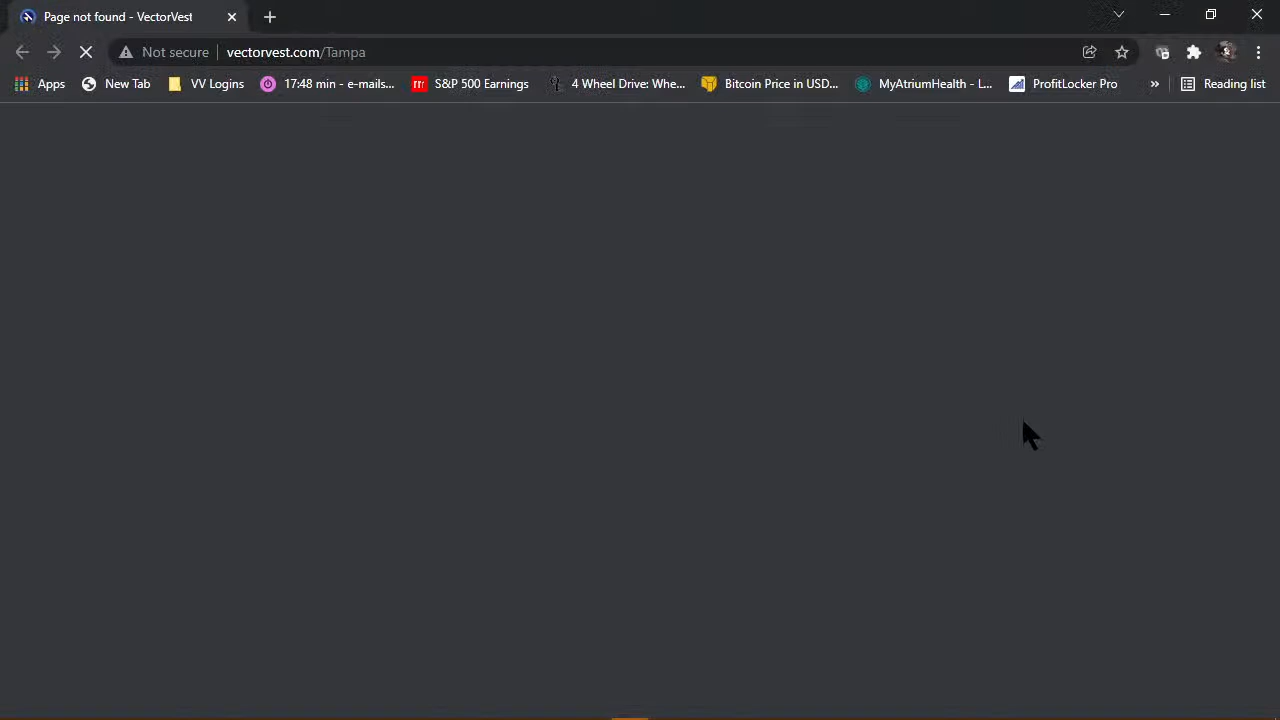 Page not found - VectorVest
Not secure vectorvest.com/Tampa
Apps New Tab VV Logins 17:48 min - e-mails... S&P 500 Earnings 4 Wheel Drive: Whe... Bitcoin Price in USD... MyAtriumHealth - L... ProfitLocker Pro » Reading list